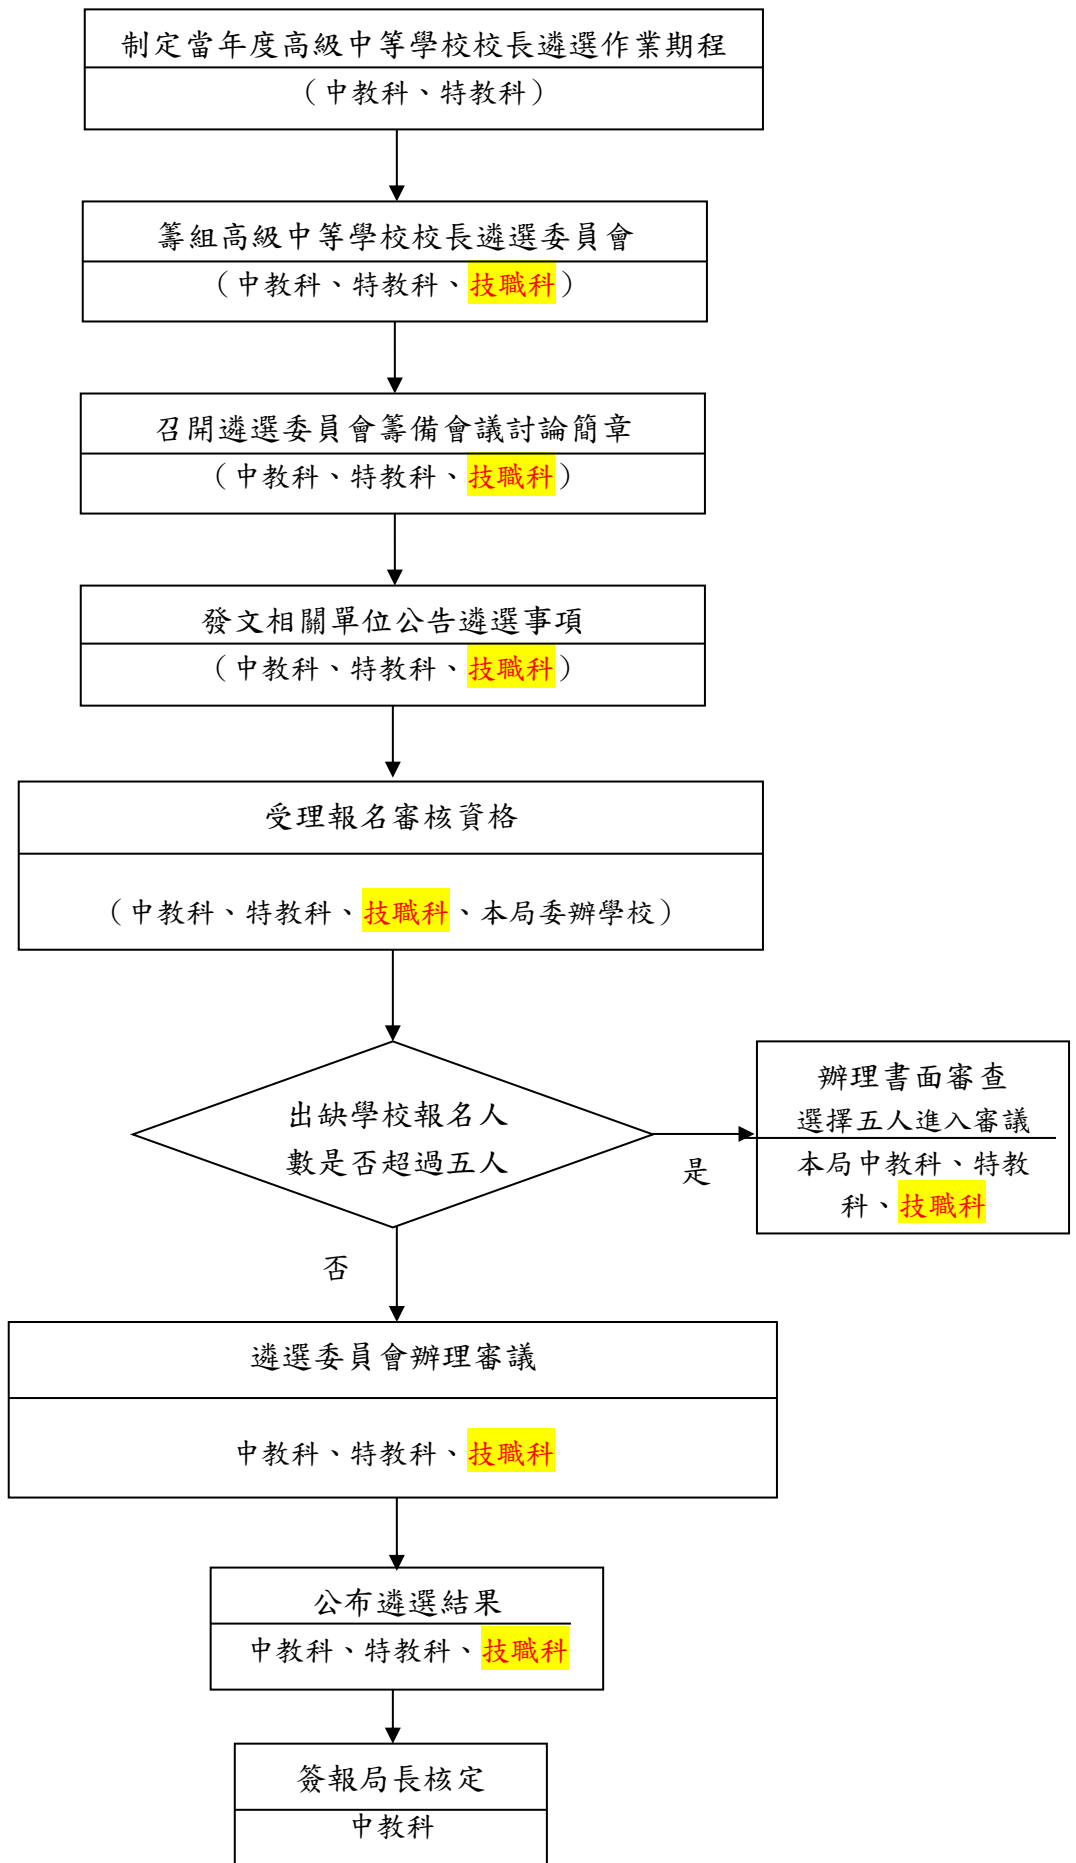 制定當年度高級中等學校校長遴選作業期程
（中教科、特教科）
籌組高級中等學校校長遴選委員會
（中教科、特教科、技職科）
召開遴選委員會籌備會議討論簡章
（中教科、特教科、技職科）
發文相關單位公告遴選事項
（中教科、特教科、技職科）
受理報名審核資格
（中教科、特教科、技職科、本局委辦學校）
出缺學校報名人
數是否超過五人
是
辦理書面審查
選擇五人進入審議
本局中教科、特教
科、技職科
否
遴選委員會辦理審議
中教科、特教科、技職科
公布遴選結果
中教科、特教科、技職科
簽報局長核定
中教科